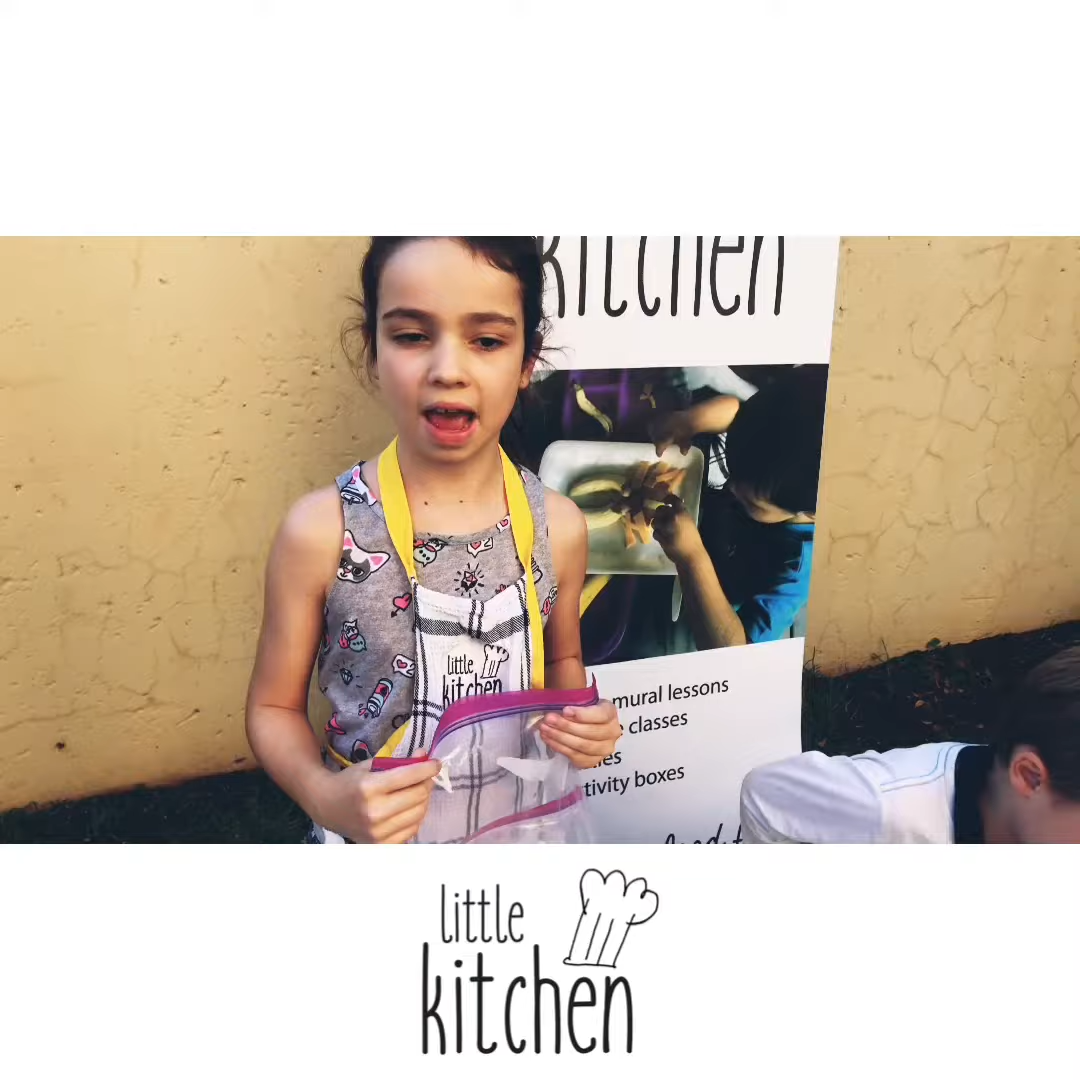 kitchen
little
kitchen
mural lessons
classes
tivity boxes
little
kitchen